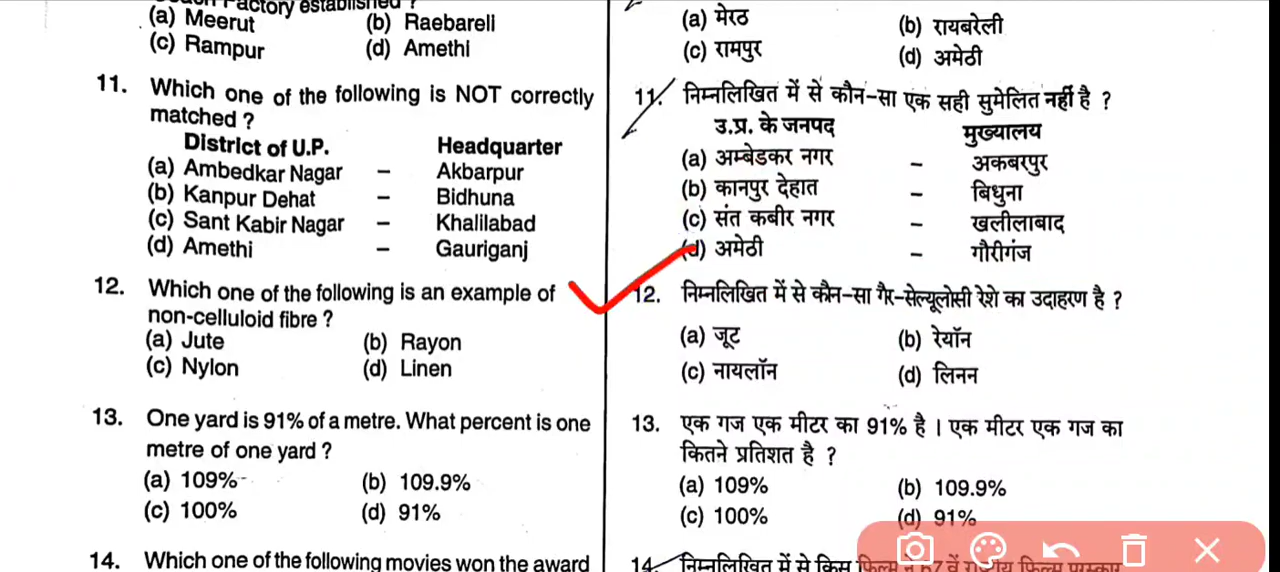 Factory established ?
(a) Meerut (b) Raebareli
(c) Rampur (d) Amethi
11. Which one of the following is NOT correctly
matched ?
District of U.P. Headquarter
(a) Ambedkar Nagar – Akbarpur
(b) Kanpur Dehat – Bidhuna
(c) Sant Kabir Nagar – Khalilabad
(d) Amethi – Gauriganj
12. Which one of the following is an example of
non-celluloid fibre ?
(a) Jute (b) Rayon
(c) Nylon (d) Linen
13. One yard is 91% of a metre. What percent is one
metre of one yard ?
(a) 109% (b) 109.9%
(c) 100% (d) 91%
14. Which one of the following movies won the award
(a) मेरठ (b) रायबरेली
(c) रामपुर (d) अमेठी
11. निम्नलिखित में से कौन-सा एक सही सुमेलित नहीं है ?
उ.प्र. के जनपद मुख्यालय
(a) अम्बेडकर नगर – अकबरपुर
(b) कानपुर देहात – बिधुना
(c) संत कबीर नगर – खलीलाबाद
(d) अमेठी – गौरीगंज
12. निम्नलिखित में से कौन-सा गैर-सेल्यूलोसी रेशे का उदाहरण है ?
(a) जूट (b) रेयॉन
(c) नायलॉन (d) लिनन
13. एक गज एक मीटर का 91% है । एक मीटर एक गज का
कितने प्रतिशत है ?
(a) 109% (b) 109.9%
(c) 100% (d) 91%
14. निम्नलिखित में से किस फिल्म ने 67 वें राष्ट्रीय फिल्म पुरस्कार